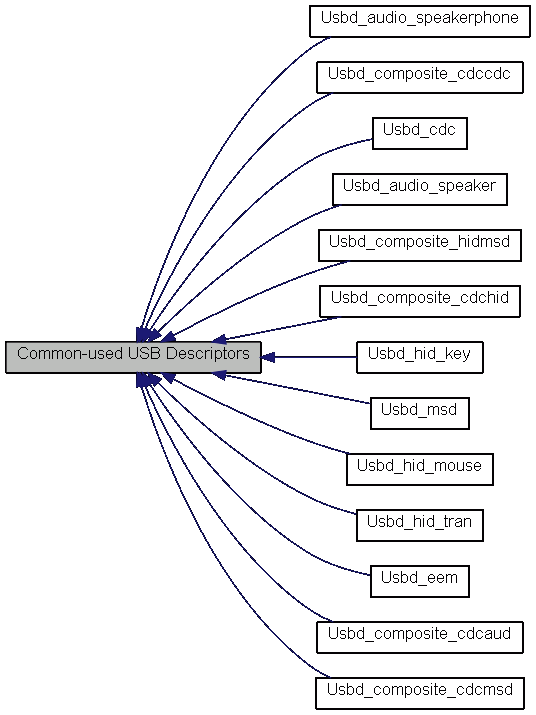 Usbd_audio_speakerphone
Usbd_composite_cdccdc
Usbd_cdc
Usbd_audio_speaker
Usbd_composite_hidmsd
Usbd_composite_cdchid
Common-used USB Descriptors
Usbd_hid_key
Usbd_msd
Usbd_hid_mouse
Usbd_hid_tran
Usbd_eem
Usbd_composite_cdcaud
Usbd_composite_cdcmsd